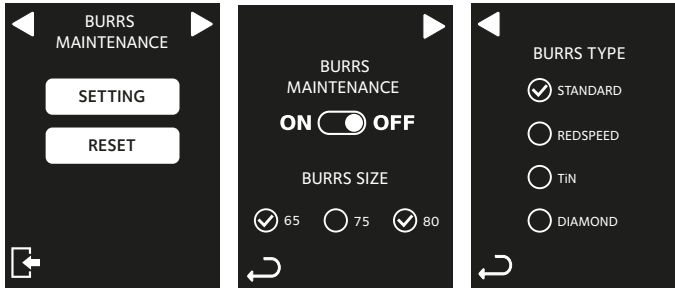 BURRS
MAINTENANCE
SETTING
RESET
BURRS
MAINTENANCE
ON OFF
BURRS SIZE
65 75 80
BURRS TYPE
STANDARD
REDSPEED
TiN
DIAMOND